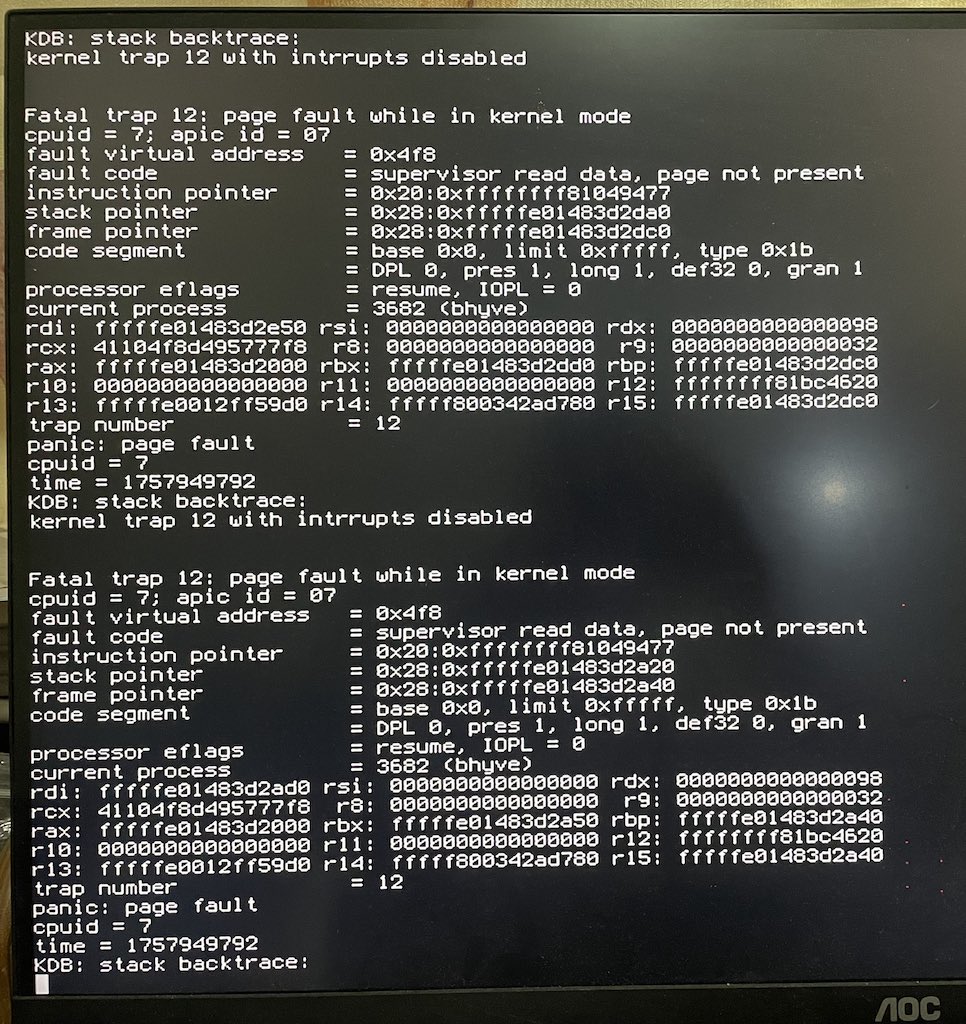 KDB: stack backtrace:
kernel trap 12 with intrrupts disabled
Fatal trap 12: page fault while in kernel mode
cpuid = 7; apic id = 07
fault virtual address = 0x4f8
fault code = supervisor read data, page not present
instruction pointer = 0x20:0xffffffff81049477
stack pointer = 0x28:0xfffffe01483d2da0
frame pointer = 0x28:0xfffffe01483d2dc0
code segment = base 0x0, limit 0xfffff, type 0x1b
= DPL 0, pres 1, long 1, def32 0, gran 1
processor eflags = resume, IOPL = 0
current process = 3682 (bhyve)
rdi: fffffe01483d2e50 rsi: 0000000000000000 rdx: 0000000000000098
rcx: 41104f8d495777f8 r8: 0000000000000000 r9: 0000000000000032
rax: fffffe01483d2000 rbx: fffffe01483d2dd0 rbp: fffffe01483d2dc0
r10: 0000000000000000 r11: 0000000000000000 r12: ffffffff81bc4620
r13: fffffe0012ff59d0 r14: fffff800342ad780 r15: fffffe01483d2dc0
trap number = 12
panic: page fault
cpuid = 7
time = 1757949792
KDB: stack backtrace:
kernel trap 12 with intrrupts disabled
Fatal trap 12: page fault while in kernel mode
cpuid = 7; apic id = 07
fault virtual address = 0x4f8
fault code = supervisor read data, page not present
instruction pointer = 0x20:0xffffffff81049477
stack pointer = 0x28:0xfffffe01483d2a20
frame pointer = 0x28:0xfffffe01483d2a40
code segment = base 0x0, limit 0xfffff, type 0x1b
= DPL 0, pres 1, long 1, def32 0, gran 1
processor eflags = resume, IOPL = 0
current process = 3682 (bhyve)
rdi: fffffe01483d2ad0 rsi: 0000000000000000 rdx: 0000000000000098
rcx: 41104f8d495777f8 r8: 0000000000000000 r9: 0000000000000032
rax: fffffe01483d2000 rbx: fffffe01483d2a50 rbp: fffffe01483d2a40
r10: 0000000000000000 r11: 0000000000000000 r12: ffffffff81bc4620
r13: fffffe0012ff59d0 r14: fffff800342ad780 r15: fffffe01483d2a40
trap number = 12
panic: page fault
cpuid = 7
time = 1757949792
KDB: stack backtrace:
AOC